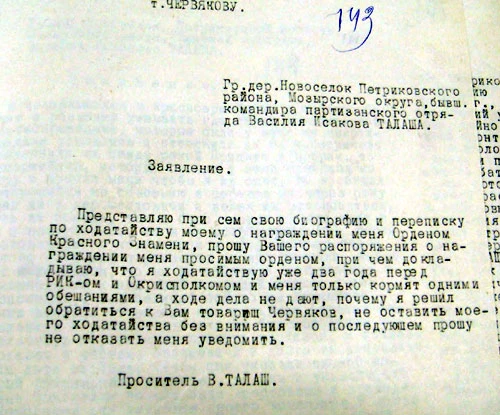 т.ЧЕРВЯКОВУ.
143
Гр.дер.Новоселок Петриковского
района, Мозырского округа,бывш.
командира партизанского отря-
да Василия Исакова ТАЛАША.
Заявление.
Представляю при сем свою биографию и переписку
по ходатайству моему о награждении меня Орденом
Красного Знамени, прошу Вашего распоряжения о на-
граждении меня просимым орденом, при чем докла-
дываю, что я ходатайствую уже два года перед
РИК-ом и Окрисполкомом и меня только кормят одними
обешаниями, а ходе дела не дают, почему я решил
обратиться к Вам товариш Червяков, не оставить мое-
го ходатайства без внимания и о последующем прошу
не отказать меня уведомить.
Проситель В.ТАЛАШ.